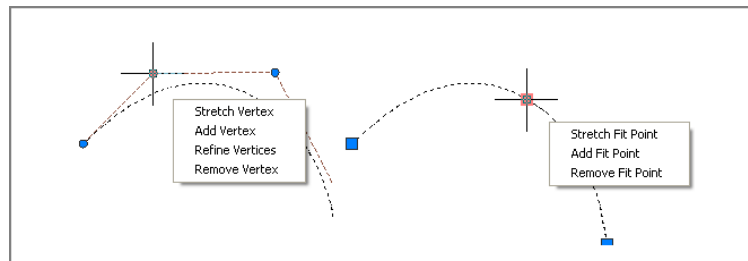 Stretch Vertex
Add Vertex
Refine Vertices
Remove Vertex
Stretch Fit Point
Add Fit Point
Remove Fit Point